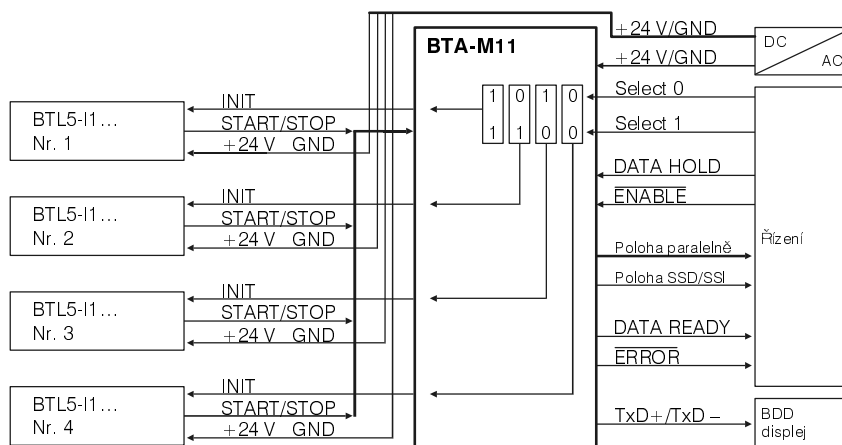 BTA-M11
+24 V/GND
+24 V/GND
DC
AC
1 0 1 0
1 1 0 0
Select 0
Select 1
DATA HOLD
ENABLE
Poloha paralelně
Poloha SSD/SSI
DATA READY
ERROR
TxD+/TxD –
Řízení
BDD
displej
BTL5-I1...
Nr. 1
INIT
START/STOP
+24 V GND
BTL5-I1...
Nr. 2
INIT
START/STOP
+24 V GND
BTL5-I1...
Nr. 3
INIT
START/STOP
+24 V GND
BTL5-I1...
Nr. 4
INIT
START/STOP
+24 V GND